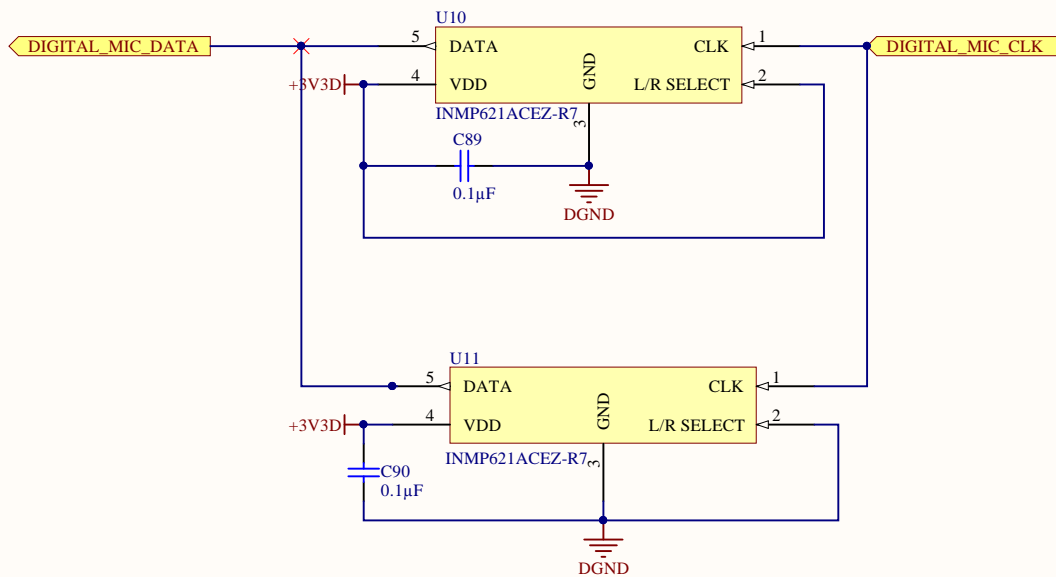 U10
DIGITAL_MIC_DATA
5
DATA
CLK
1
DIGITAL_MIC_CLK
+3V3D
4
VDD
GND
L/R SELECT
2
INMP621ACEZ-R7
3
C89
0.1µF
DGND
U11
5
DATA
CLK
1
+3V3D
4
VDD
GND
L/R SELECT
2
INMP621ACEZ-R7
3
C90
0.1µF
DGND